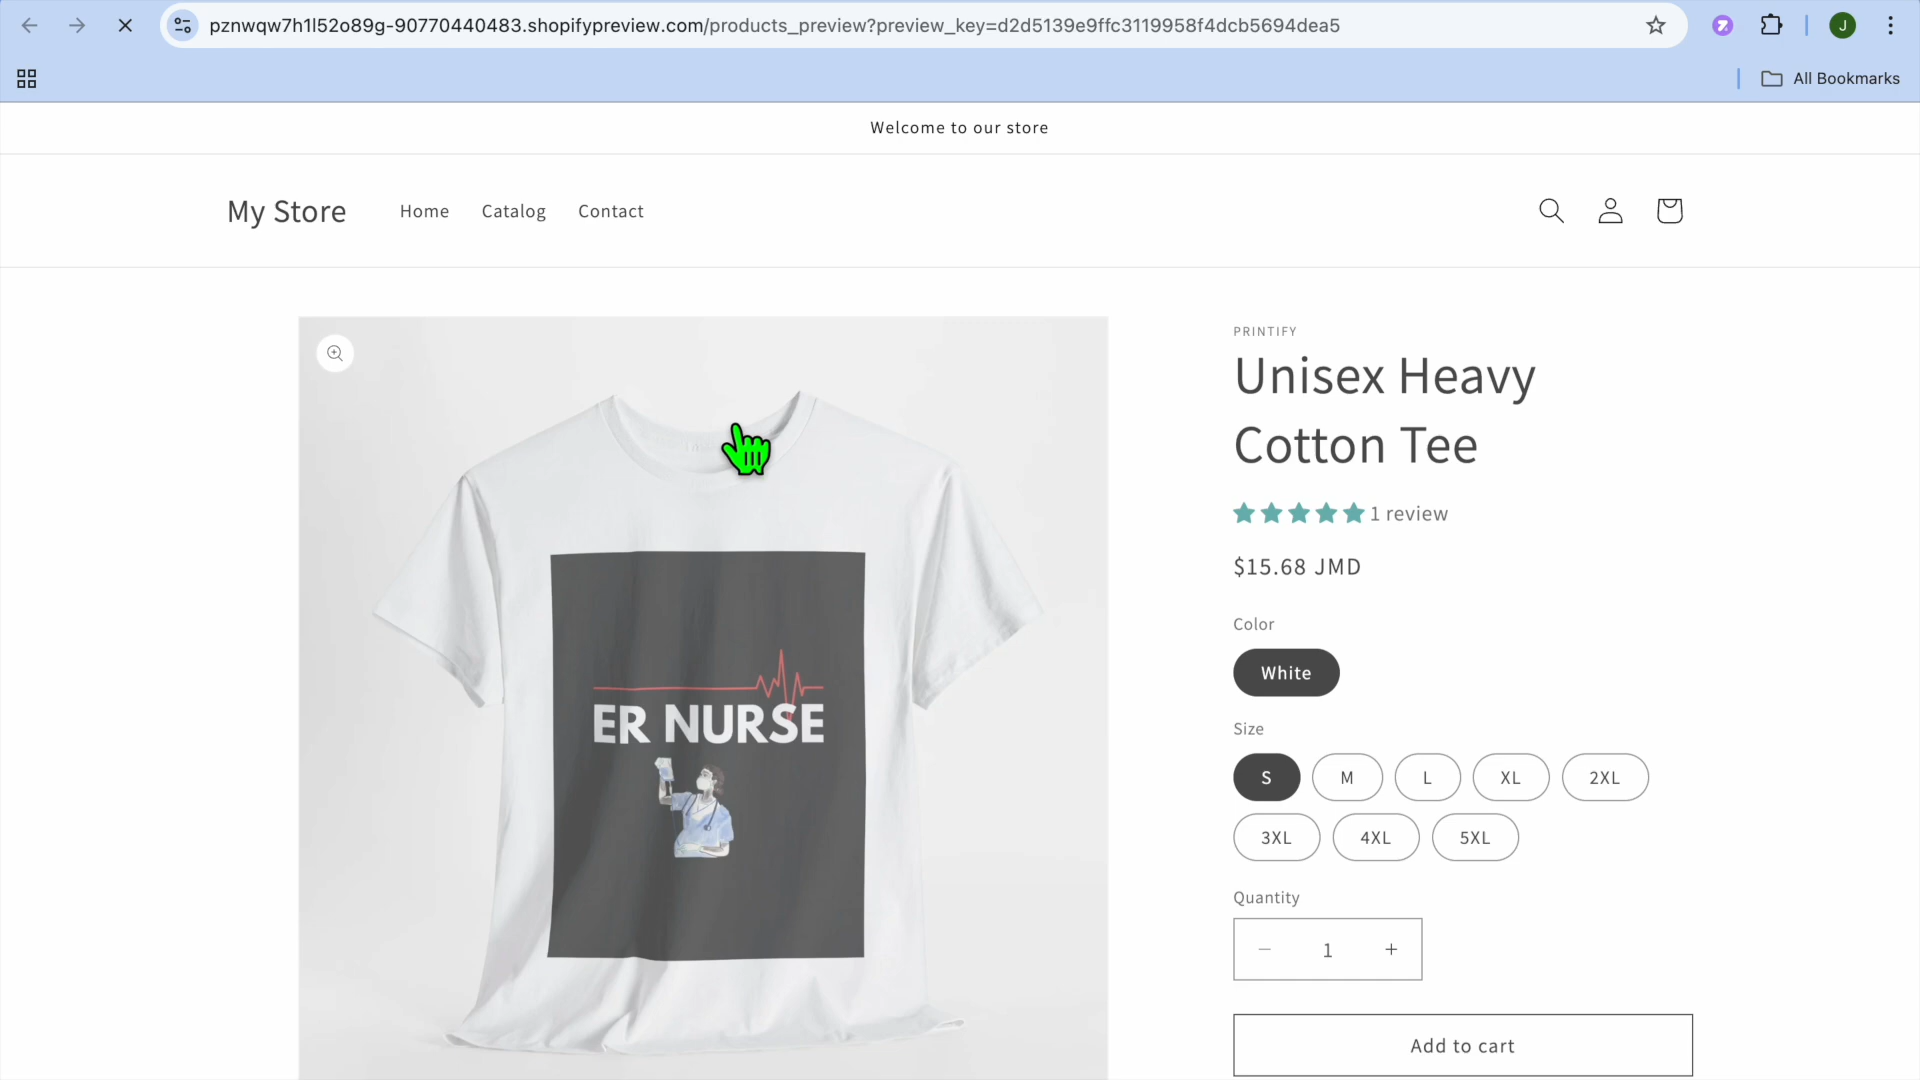 pznwqw7h1l52o89g-90770440483.shopifypreview.com/products_preview?preview_key=d2d5139e9ffc3119958f4dcb5694dea5
J
All Bookmarks
Welcome to our store
My Store
Home
Catalog
Contact
PRINTIFY
Unisex Heavy
Cotton Tee
1 review
$15.68 JMD
Color
White
Size
S
M
L
XL
2XL
3XL
4XL
5XL
Quantity
1
Add to cart
ER NURSE